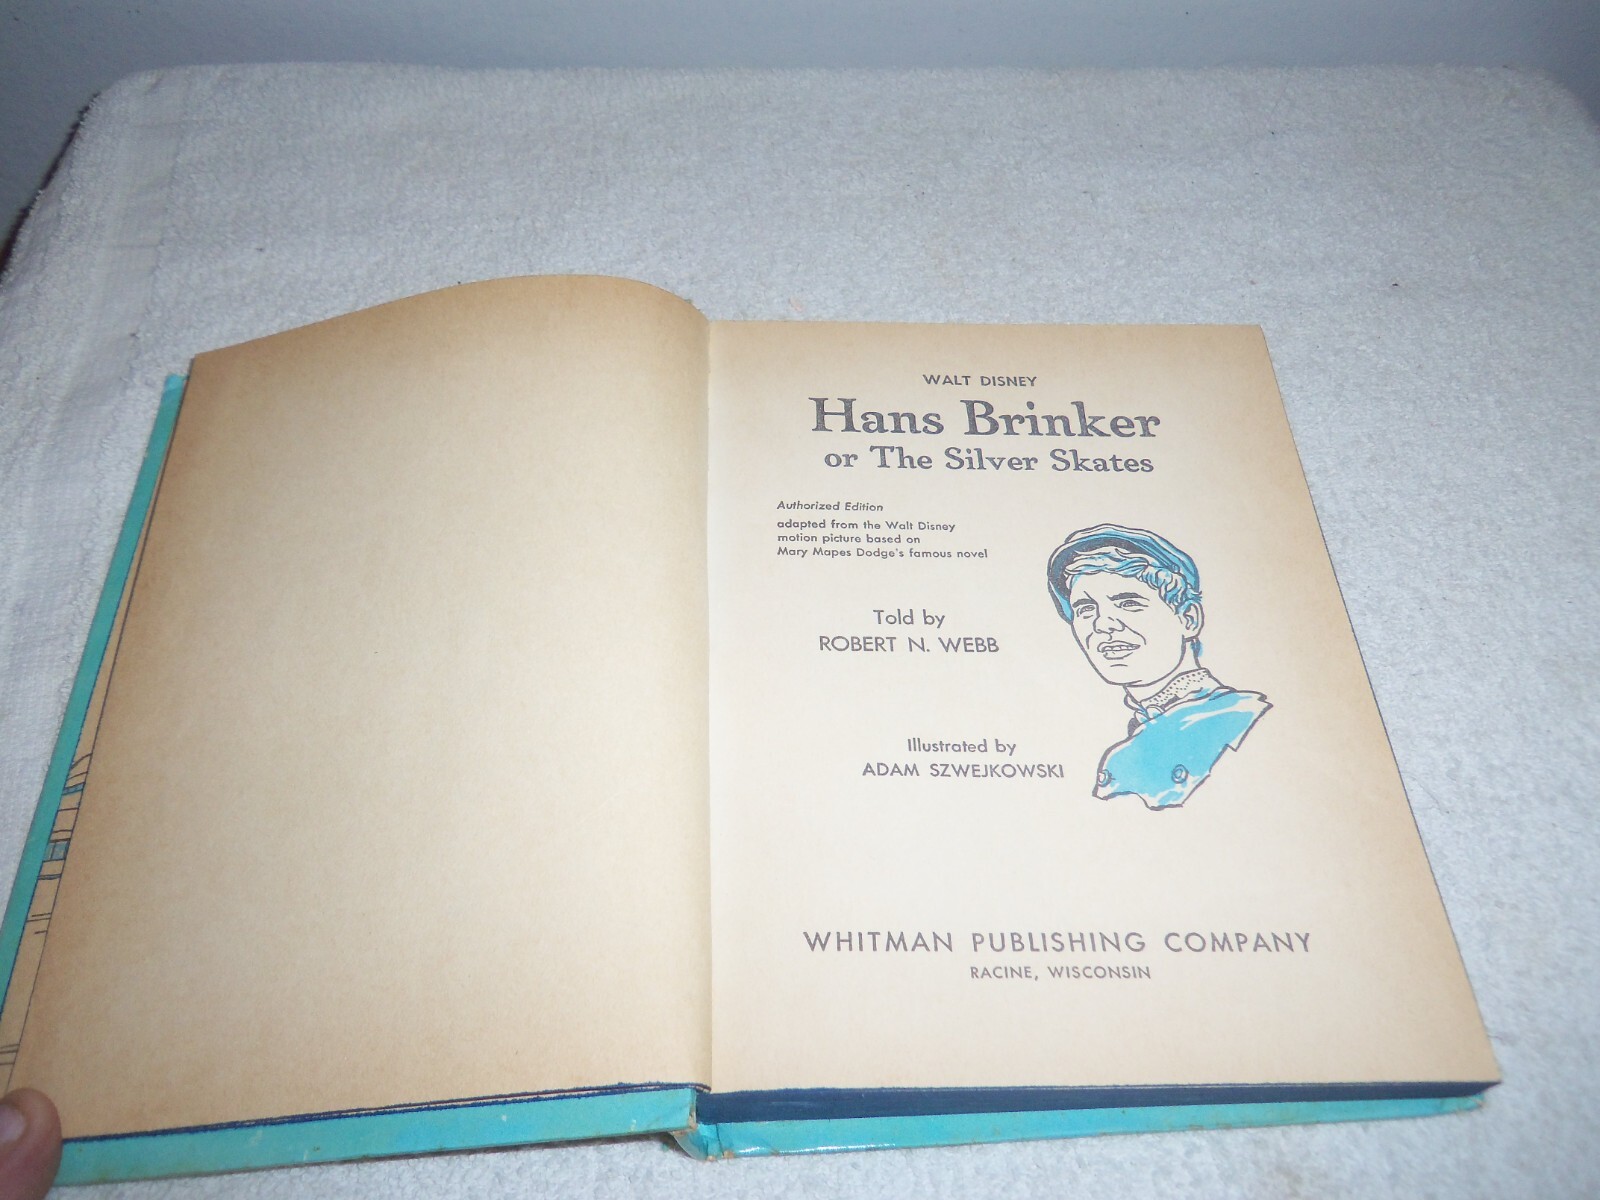 WALT DISNEY
Hans Brinker
or The Silver Skates
Authorized Edition
adapted from the Walt Disney
motion picture based on
Mary Mapes Dodge's famous novel
Told by
ROBERT N. WEBB
Illustrated by
ADAM SZWEJKOWSKI
WHITMAN PUBLISHING COMPANY
RACINE, WISCONSIN